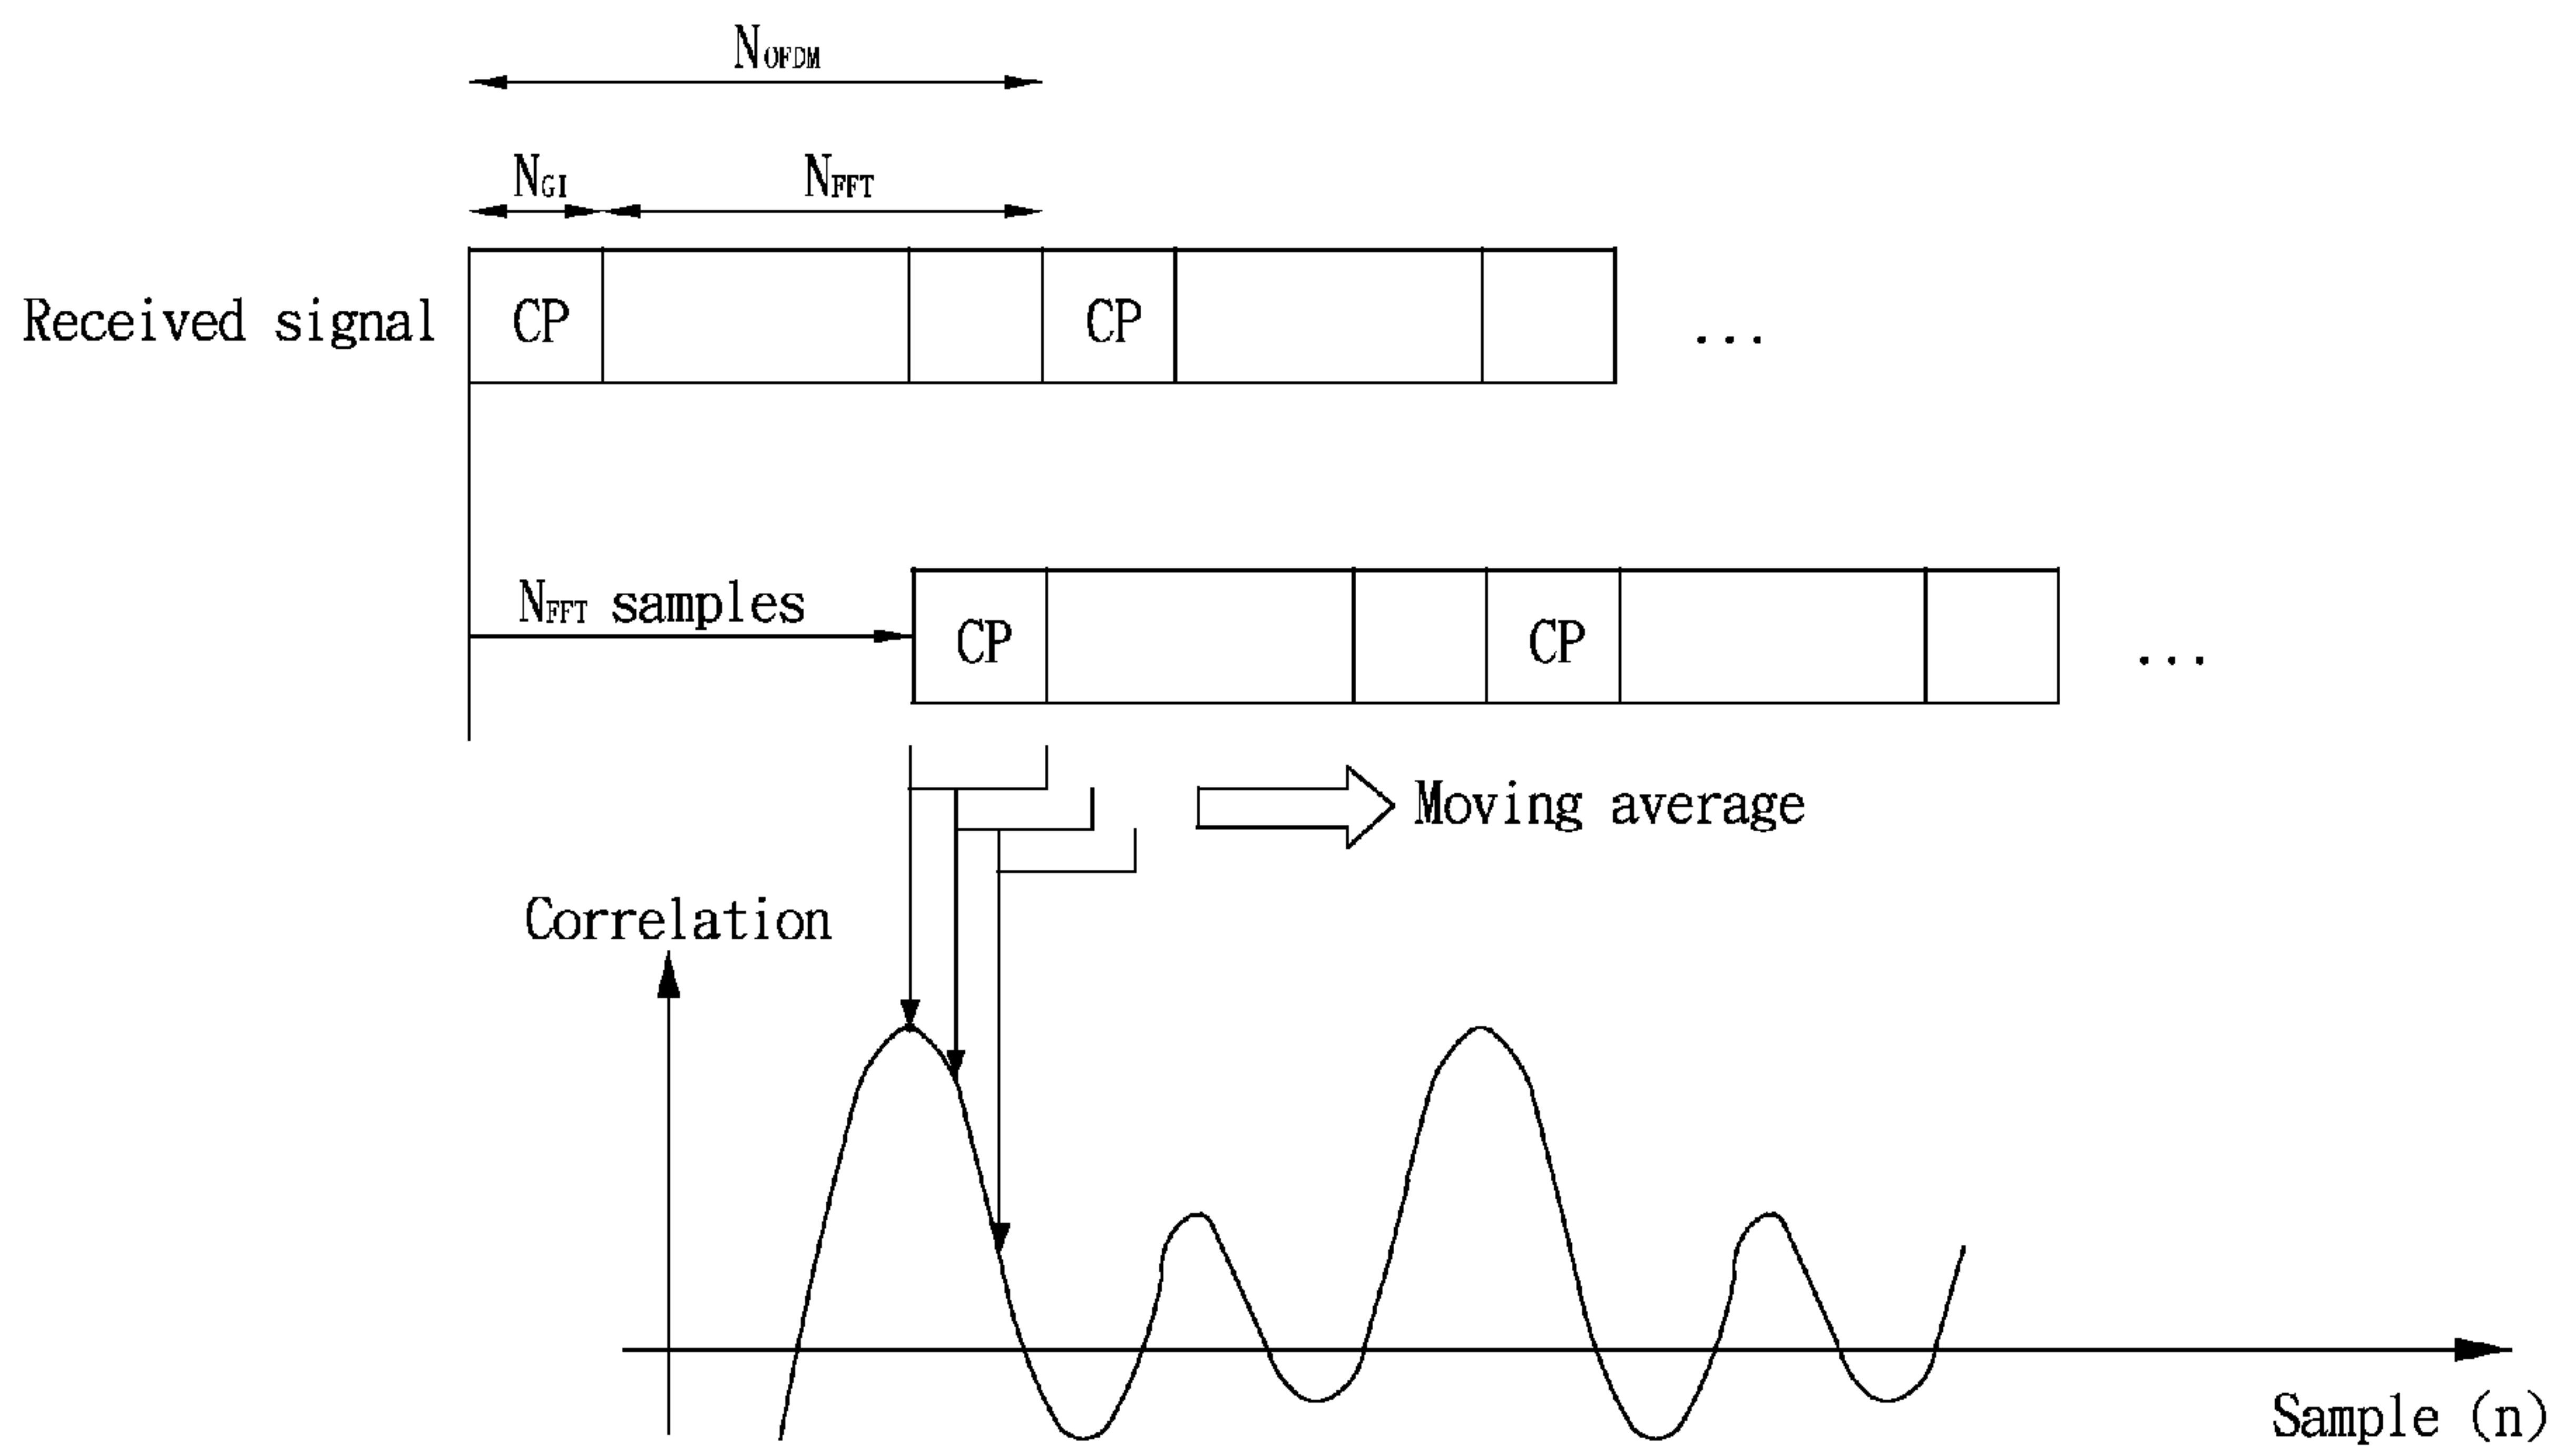 NOFDM
NGI NFFT
Received signal CP CP ...
NFFT samples
CP CP ...
Moving average
Correlation
Sample (n)